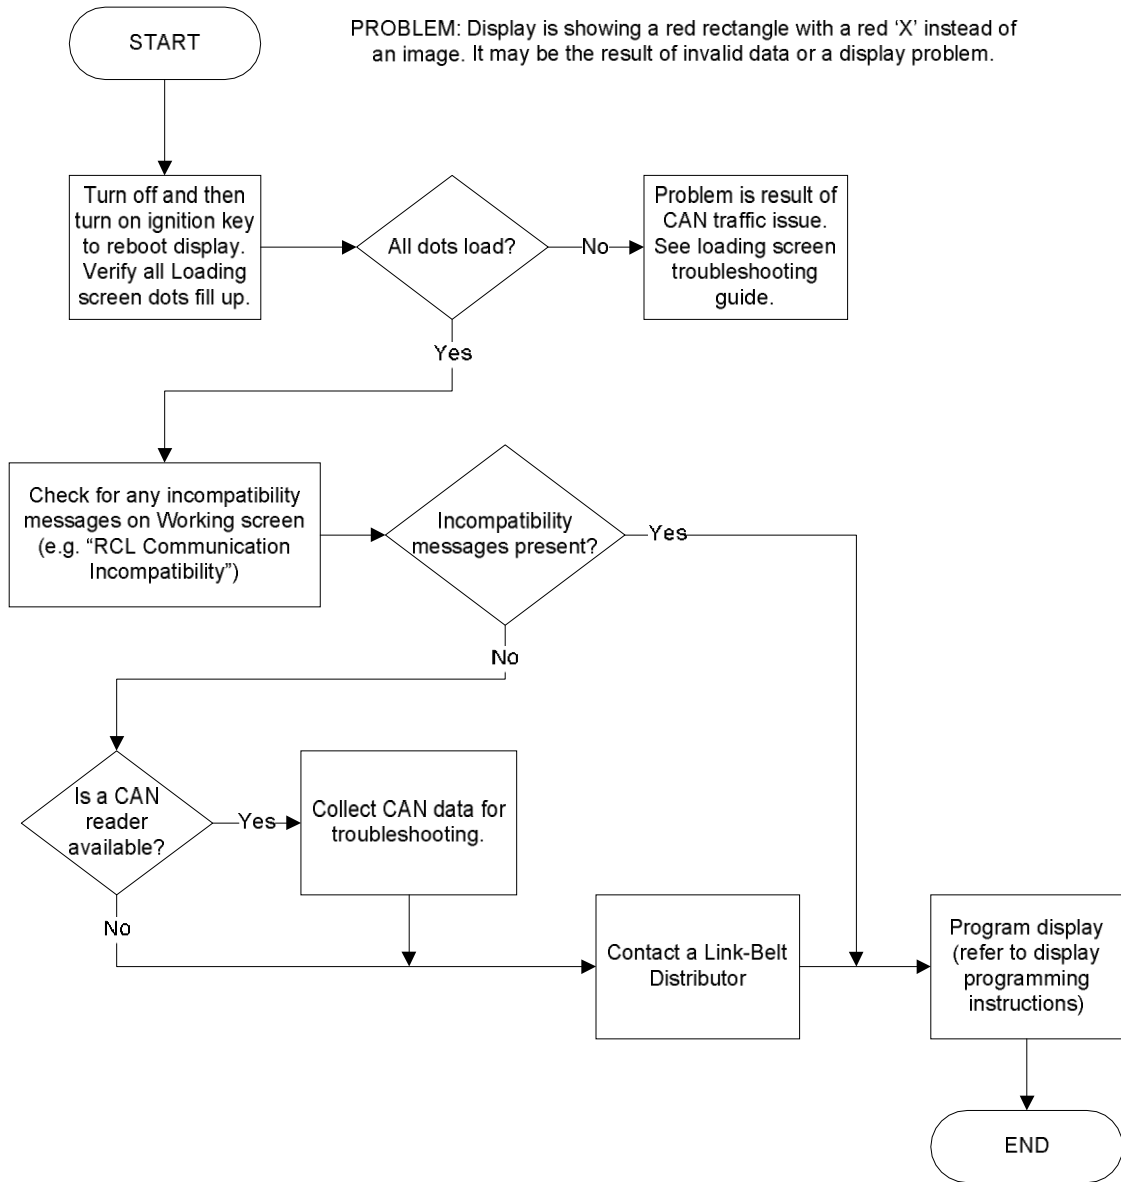 START
PROBLEM: Display is showing a red rectangle with a red ‘X’ instead of
an image. It may be the result of invalid data or a display problem.
Turn off and then
turn on ignition key
to reboot display.
Verify all Loading
screen dots fill up.
All dots load?
No
Problem is result of
CAN traffic issue.
See loading screen
troubleshooting
guide.
Yes
Check for any incompatibility
messages on Working screen
(e.g. “RCL Communication
Incompatibility”)
Incompatibility
messages present?
Yes
No
Is a CAN
reader
available?
Yes
Collect CAN data for
troubleshooting.
No
Contact a Link-Belt
Distributor
Program display
(refer to display
programming
instructions)
END